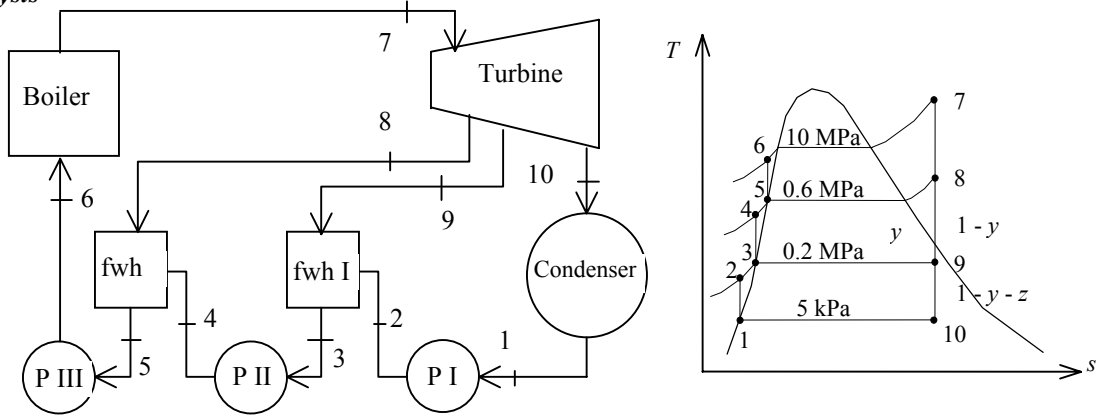 7
Boiler
Turbine
8
10
9
6
fwh
fwh I
Condenser
4
2
5
3
1
P III
P II
P I
T
7
6
10 MPa
8
5
0.6 MPa
4
y
1 - y
3
0.2 MPa
9
2
1 - y - z
5 kPa
1
10
s